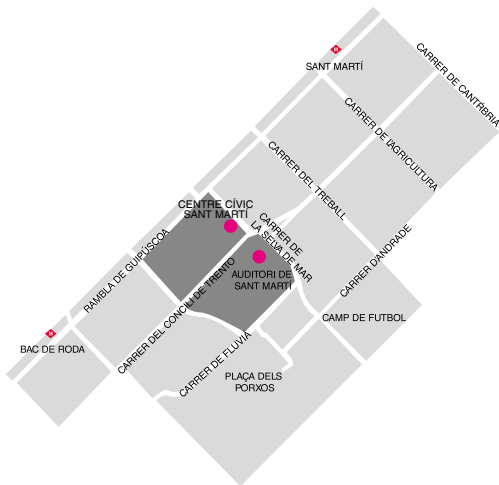 CARRER DE CANTRBRIA
SANT MARTÍ
CARRER DE L'AGRICULTURA
CARRER DEL TREBALL
CENTRE CÍVIC
SANT MARTÍ
CARRER DE
LA SELVA DE MAR
RAMBLA DE GUIPÚSCOA
CARRER D'ANDRADE
AUDITORI DE
SANT MARTÍ
CARRER DEL CONCILI DE TRENTO
CAMP DE FUTBOL
BAC DE RODA
CARRER DE FLUVIÀ
PLAÇA DELS
PORXOS